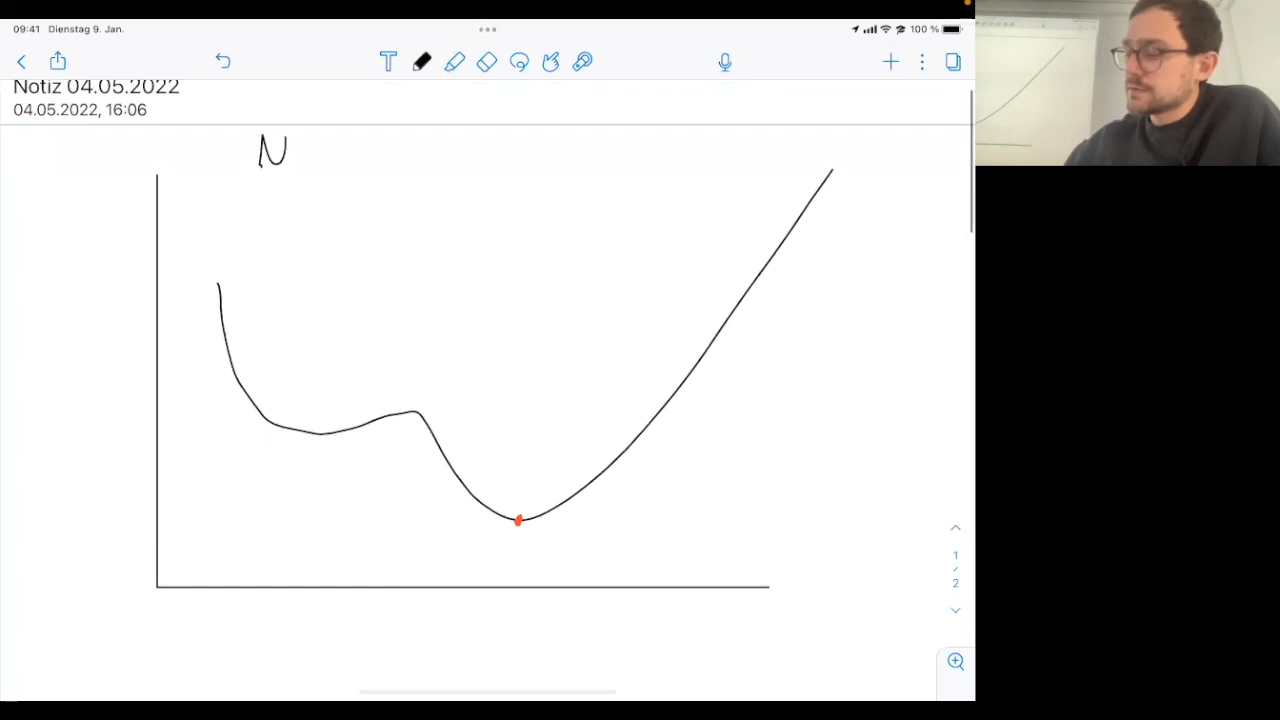 09:41 Dienstag 9. Jan.
100 %
T
Notiz 04.05.2022
04.05.2022, 16:06
N
1
/
2